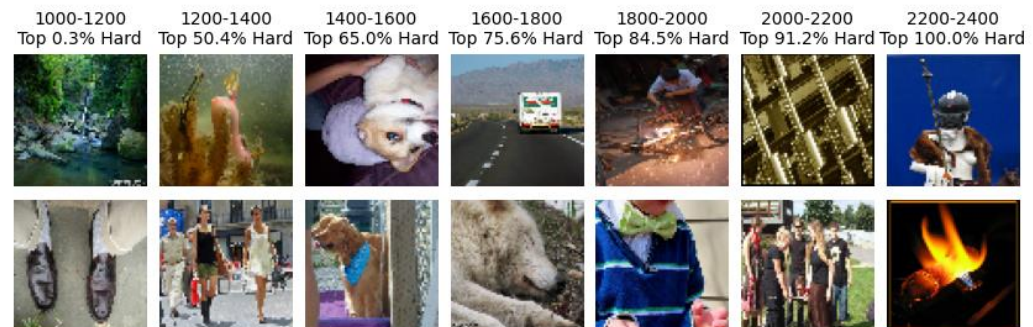 1000-1200
Top 0.3% Hard
1200-1400
Top 50.4% Hard
1400-1600
Top 65.0% Hard
1600-1800
Top 75.6% Hard
1800-2000
Top 84.5% Hard
2000-2200
Top 91.2% Hard
2200-2400
Top 100.0% Hard